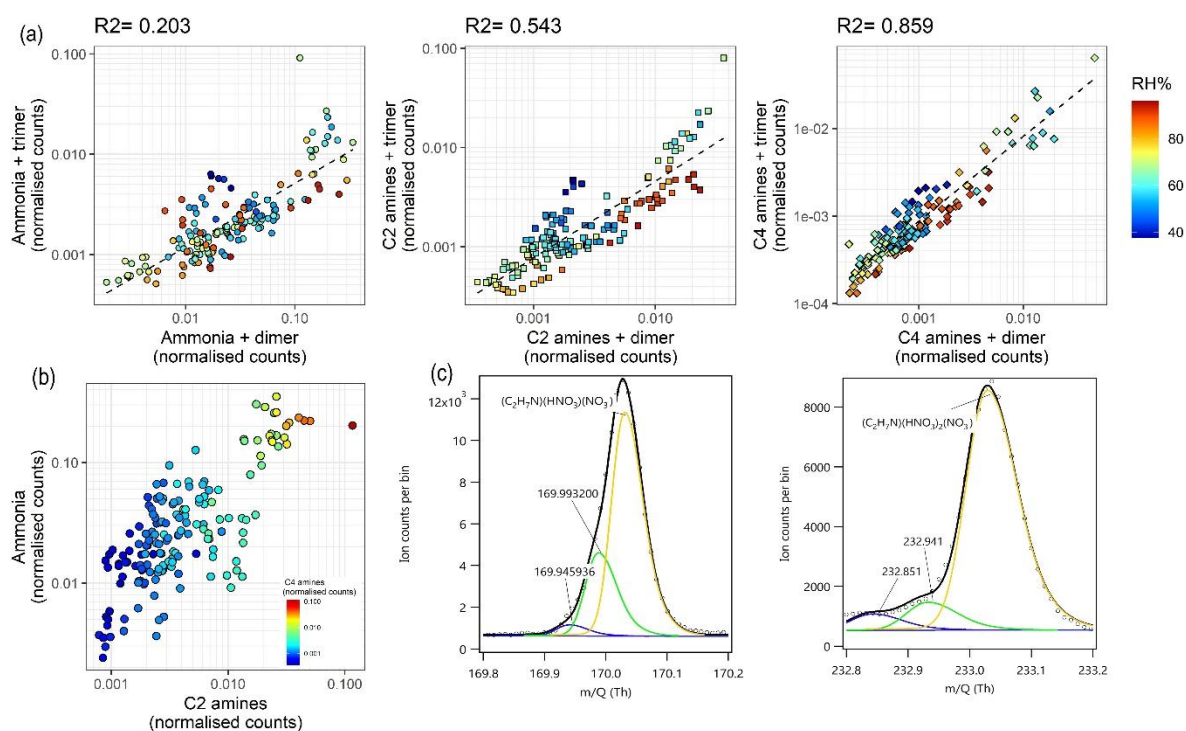 (a)
R2= 0.203
Ammonia + trimer
(normalised counts)
0.100
0.010
0.001
0.01
0.10
Ammonia + dimer
(normalised counts)
R2= 0.543
C2 amines + trimer
(normalised counts)
0.100
0.010
0.001
0.001
0.010
C2 amines + dimer
(normalised counts)
R2= 0.859
C4 amines + trimer
(normalised counts)
1e-02
1e-03
1e-04
0.001
0.010
C4 amines + dimer
(normalised counts)
RH%
80
60
40
(b)
Ammonia
(normalised counts)
0.10
0.01
0.001
0.010
0.100
C2 amines
(normalised counts)
C4 amines
(normalised counts)
0.100
0.010
0.001
(c)
Ion counts per bin
12x10³
10
8
6
4
2
0
(C₂H₇N)(HNO₃)(NO₃)
169.993200
169.945936
169.8
169.9
170.0
170.1
170.2
m/Q (Th)
Ion counts per bin
8000
6000
4000
2000
0
(C₂H₇N)(HNO₃)₂(NO₃)
232.941
232.851
232.8
232.9
233.0
233.1
233.2
m/Q (Th)